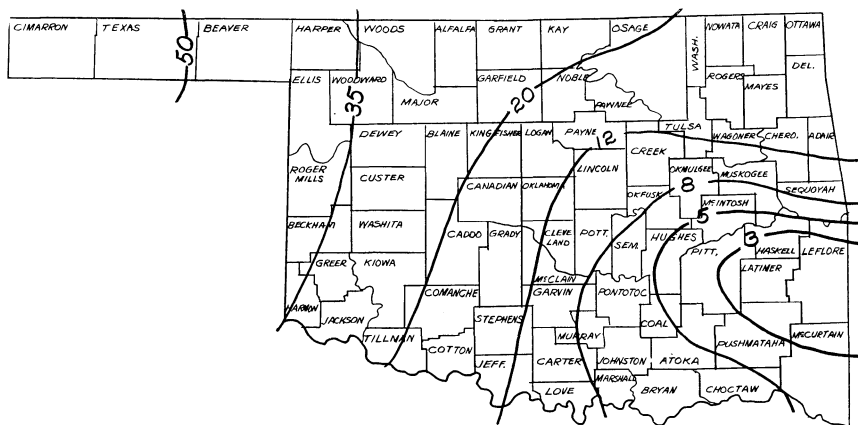 CIMARRON
TEXAS
50
BEAVER
HARPER
WOODS
ALFALFA
GRANT
KAY
OSAGE
WASH.
NOWATA
CRAIG
OTTAWA
DEL.
ELLIS
WOODWARD
MAJOR
GARFIELD
NOBLE
ROGERS
MAYES
35
20
PAWNEE
DEWEY
BLAINE
KINGFISHER
LOGAN
PAYNE
12
TULSA
WAGONER
CHERO.
ADAIR
CREEK
ROGER
MILLS
CUSTER
CANADIAN
OKLAHOMA
LINCOLN
OKMULGEE
MUSKOGEE
8
OKFUSK.
MCINTOSH
SEQUOYAH
BECKHAM
WASHITA
CADDO
GRADY
CLEVE
LAND
POTT.
SEM.
HUGHES
5
PITT.
3
HASKELL
LEFLORE
GREER
KIOWA
MCCLAIN
LATIMER
HARMON
JACKSON
COMANCHE
GARVIN
PONTOTOC
STEPHENS
COAL
TILLMAN
COTTON
MURRAY
PUSHMATAHA
MCCURTAIN
JEFF.
CARTER
JOHNSTON
ATOKA
LOVE
MARSHALL
BRYAN
CHOCTAW